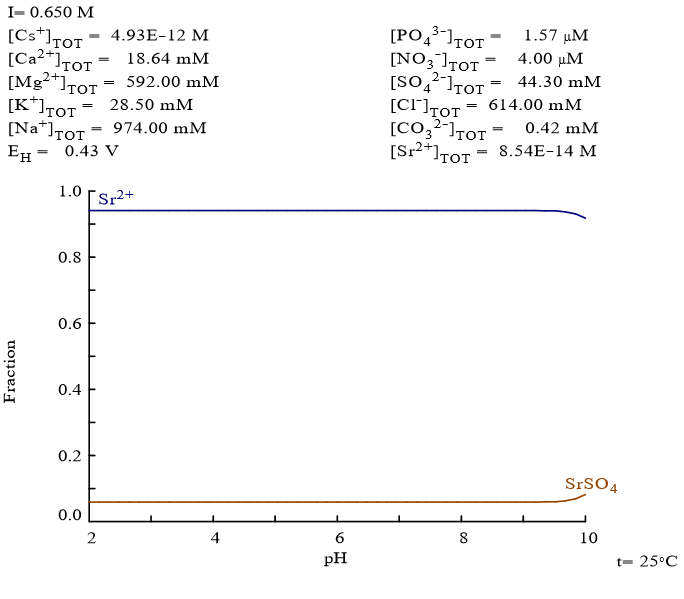 I= 0.650 M
[Cs⁺]TOT = 4.93E-12 M [PO₄³⁻]TOT = 1.57 µM
[Ca²⁺]TOT = 18.64 mM [NO₃⁻]TOT = 4.00 µM
[Mg²⁺]TOT = 592.00 mM [SO₄²⁻]TOT = 44.30 mM
[K⁺]TOT = 28.50 mM [Cl⁻]TOT = 614.00 mM
[Na⁺]TOT = 974.00 mM [CO₃²⁻]TOT = 0.42 mM
E_H = 0.43 V [Sr²⁺]TOT = 8.54E-14 M
1.0
Sr²⁺
0.8
0.6
Fraction
0.4
0.2
SrSO₄
0.0
2 4 6 8 10
pH
t= 25°C